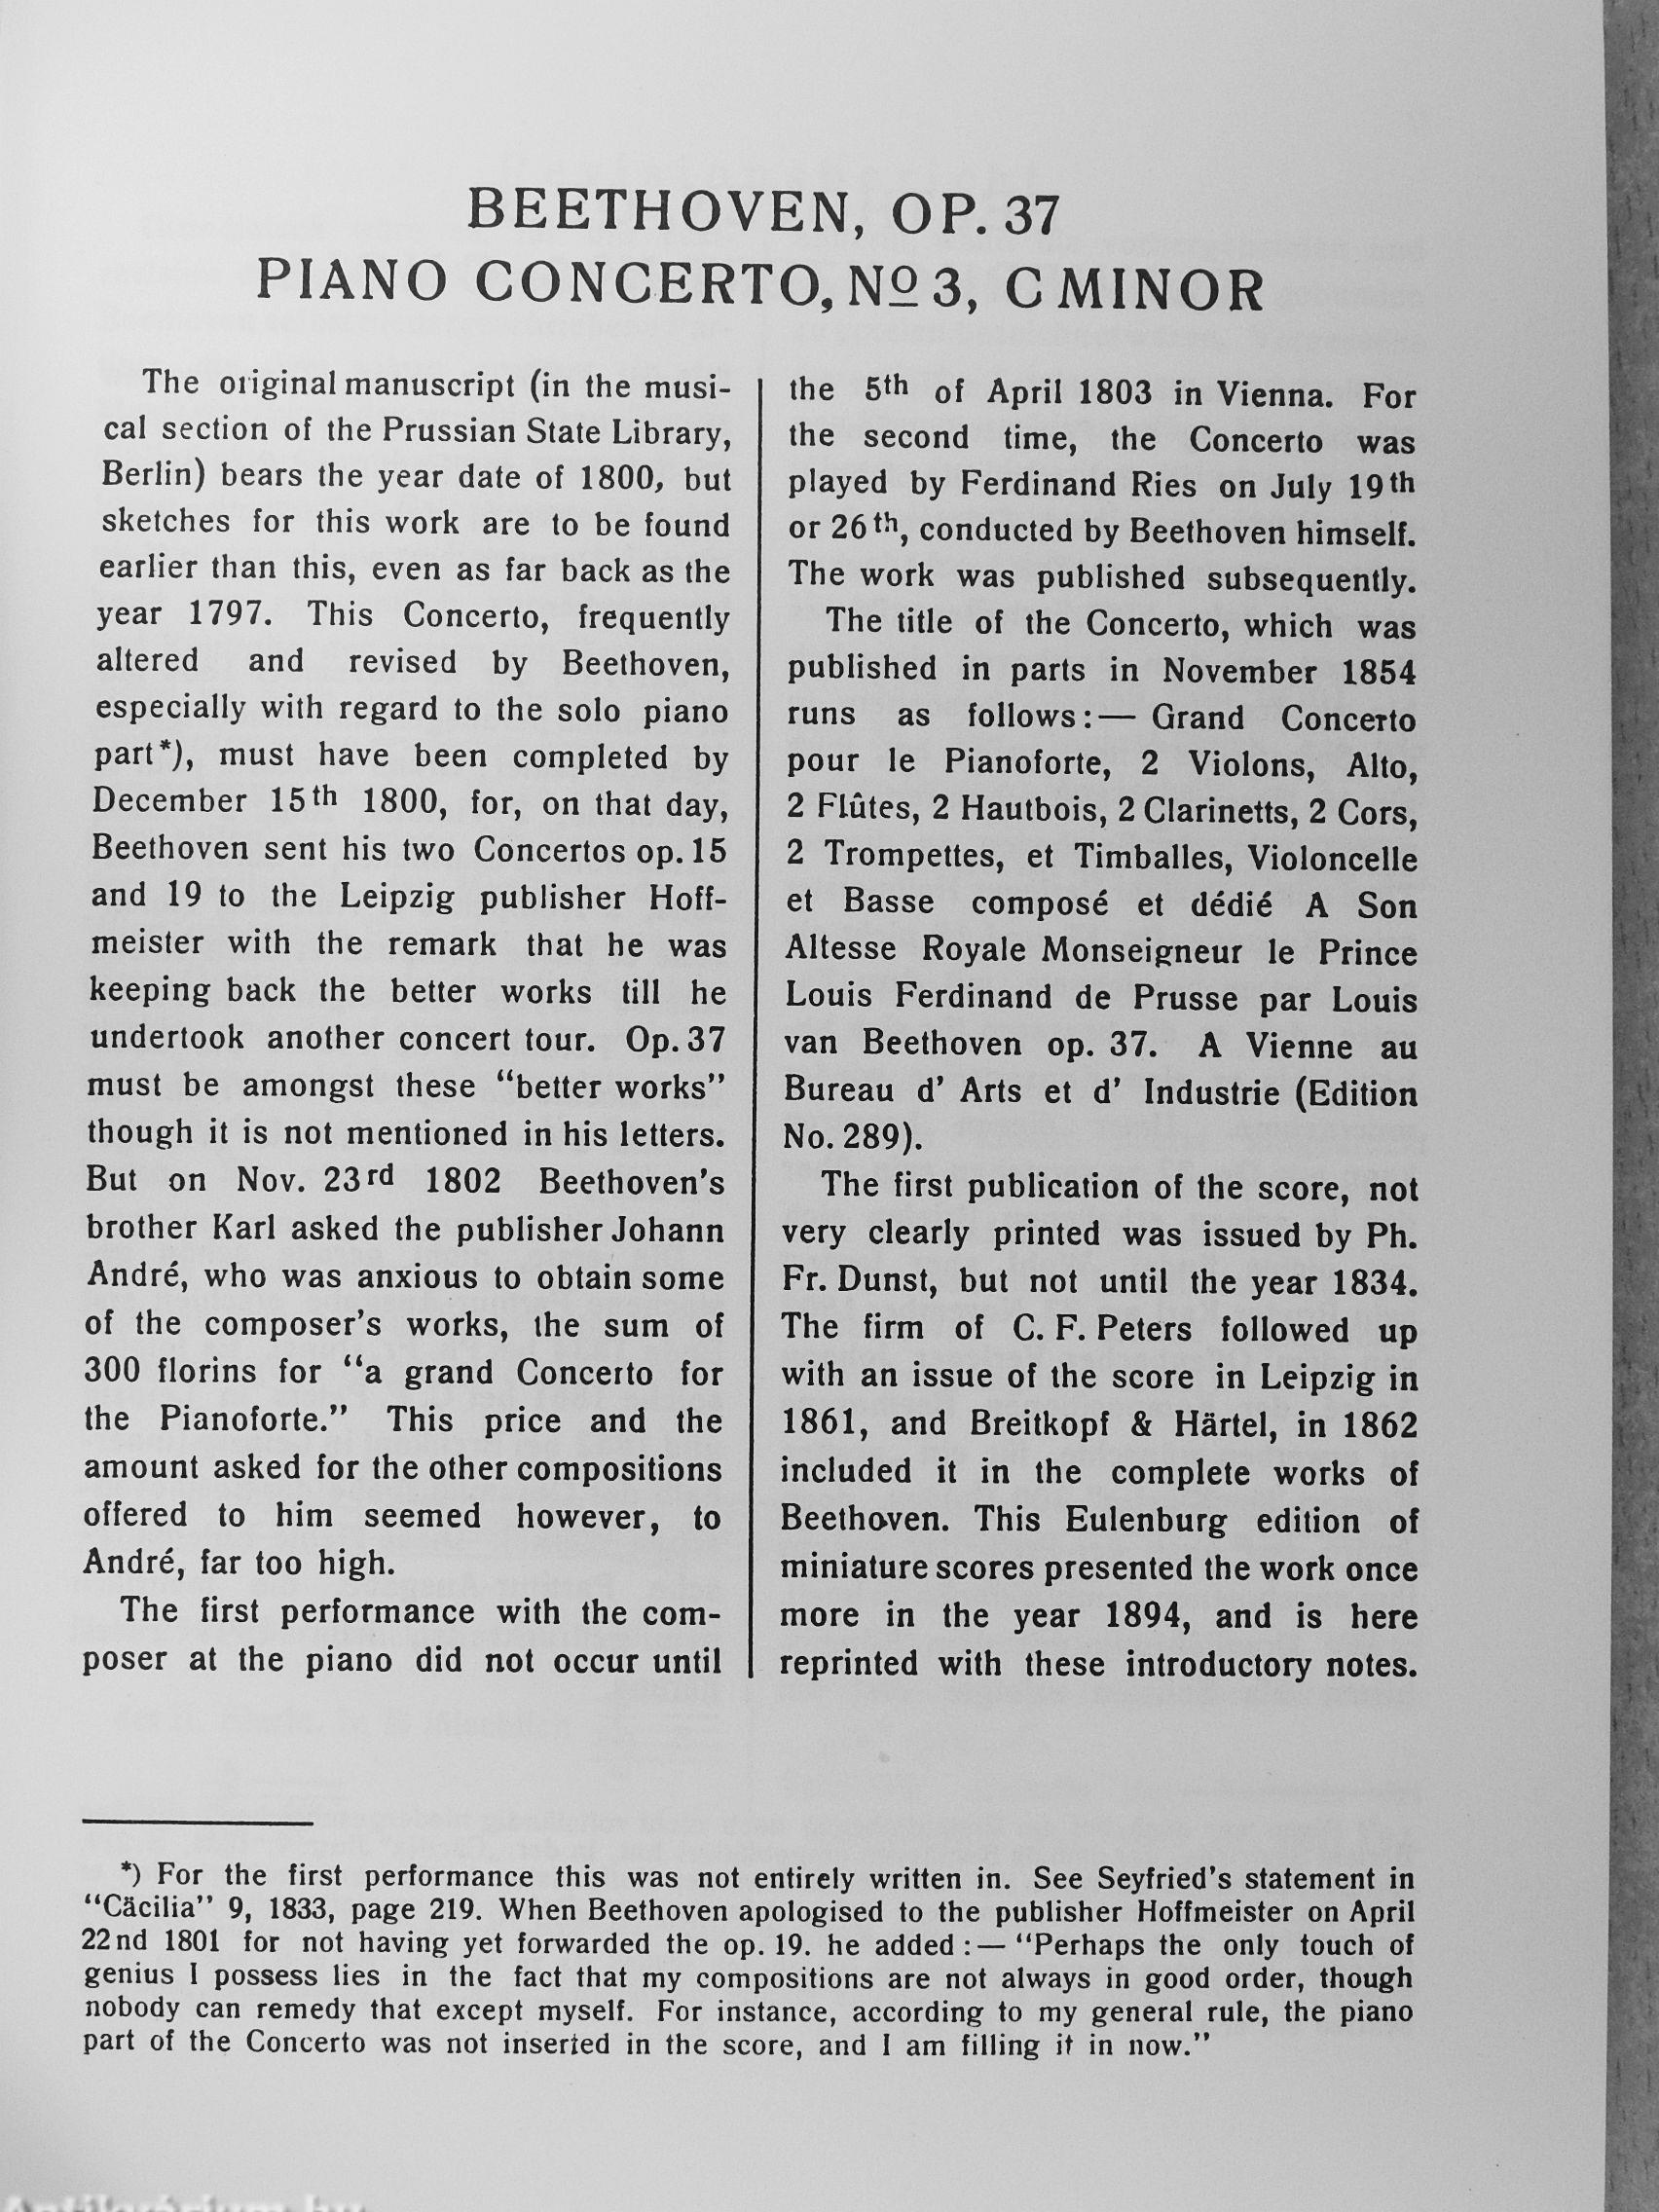 BEETHOVEN, OP. 37
PIANO CONCERTO, Nº 3, C MINOR
The original manuscript (in the musi-
cal section of the Prussian State Library,
Berlin) bears the year date of 1800, but
sketches for this work are to be found
earlier than this, even as far back as the
year 1797. This Concerto, frequently
altered and revised by Beethoven,
especially with regard to the solo piano
part*), must have been completed by
December 15th 1800, for, on that day,
Beethoven sent his two Concertos op. 15
and 19 to the Leipzig publisher Hoff-
meister with the remark that he was
keeping back the better works till he
undertook another concert tour. Op. 37
must be amongst these “better works”
though it is not mentioned in his letters.
But on Nov. 23rd 1802 Beethoven’s
brother Karl asked the publisher Johann
André, who was anxious to obtain some
of the composer’s works, the sum of
300 florins for “a grand Concerto for
the Pianoforte.” This price and the
amount asked for the other compositions
offered to him seemed however, to
André, far too high.
The first performance with the com-
poser at the piano did not occur until
the 5th of April 1803 in Vienna. For
the second time, the Concerto was
played by Ferdinand Ries on July 19th
or 26th, conducted by Beethoven himself.
The work was published subsequently.
The title of the Concerto, which was
published in parts in November 1854
runs as follows:— Grand Concerto
pour le Pianoforte, 2 Violons, Alto,
2 Flûtes, 2 Hautbois, 2 Clarinetts, 2 Cors,
2 Trompettes, et Timballes, Violoncelle
et Basse composé et dédié A Son
Altesse Royale Monseigneur le Prince
Louis Ferdinand de Prusse par Louis
van Beethoven op. 37. A Vienne au
Bureau d’ Arts et d’ Industrie (Edition
No. 289).
The first publication of the score, not
very clearly printed was issued by Ph.
Fr. Dunst, but not until the year 1834.
The firm of C. F. Peters followed up
with an issue of the score in Leipzig in
1861, and Breitkopf & Härtel, in 1862
included it in the complete works of
Beethoven. This Eulenburg edition of
miniature scores presented the work once
more in the year 1894, and is here
reprinted with these introductory notes.
*) For the first performance this was not entirely written in. See Seyfried’s statement in
“Cäcilia” 9, 1833, page 219. When Beethoven apologised to the publisher Hoffmeister on April
22nd 1801 for not having yet forwarded the op. 19. he added:— “Perhaps the only touch of
genius I possess lies in the fact that my compositions are not always in good order, though
nobody can remedy that except myself. For instance, according to my general rule, the piano
part of the Concerto was not inserted in the score, and I am filling it in now.”